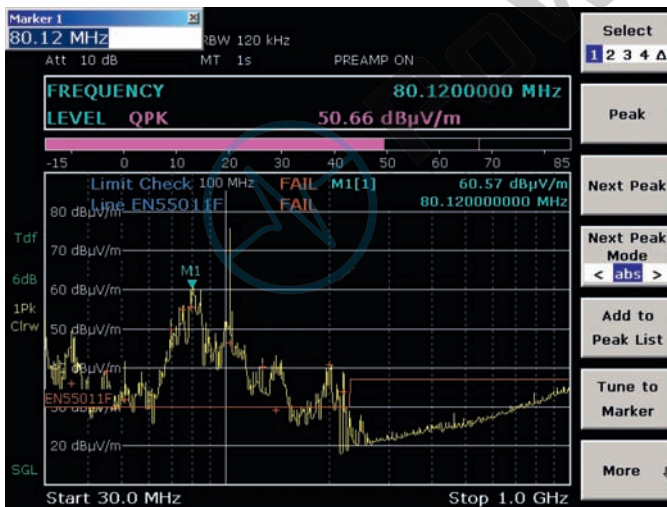 Marker 1
80.12 MHz
RBW 120 kHz
Att 10 dB MT 1s PREAMP ON
FREQUENCY 80.1200000 MHz
LEVEL QPK 50.66 dBµV/m
-15 0 10 20 30 40 50 60 70 85
Limit Check 100 MHz FAIL M1[1] 60.57 dBµV/m
Line EN55011F FAIL 80.120000000 MHz
80 dBµV/m
Tdf
70 dBµV/m
M1
6dB
60 dBµV/m
1Pk
Clrw
50 dBµV/m
dBµV/m
EN55011F
30 dBµV/m
20 dBµV/m
SGL
Start 30.0 MHz Stop 1.0 GHz
Select
1 2 3 4 Δ
Peak
Next Peak
Next Peak
Mode
< abs >
Add to
Peak List
Tune to
Marker
More